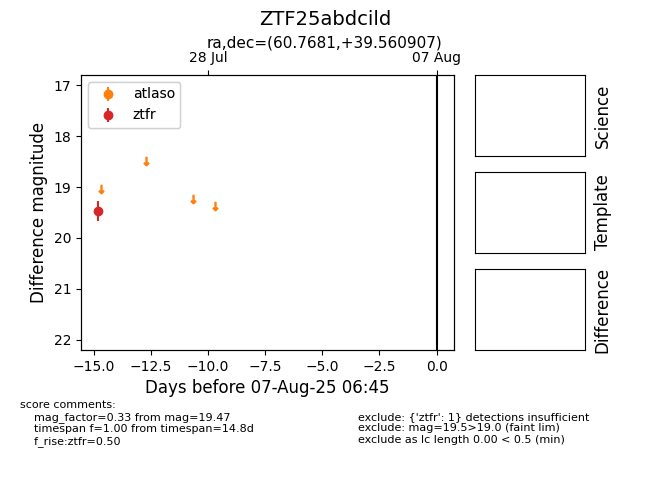 ZTF25abdcild
ra,dec=(60.7681,+39.560907)
28 Jul
07 Aug
17
18
19
20
21
22
Difference magnitude
atlaso
ztfr
−15.0
−12.5
−10.0
−7.5
−5.0
−2.5
0.0
Days before 07-Aug-25 06:45
Science
Template
Difference
score comments:
mag_factor=0.33 from mag=19.47
timespan f=1.00 from timespan=14.8d
f_rise:ztfr=0.50
exclude: {'ztfr': 1} detections insufficient
exclude: mag=19.5>19.0 (faint lim)
exclude as lc length 0.00 < 0.5 (min)